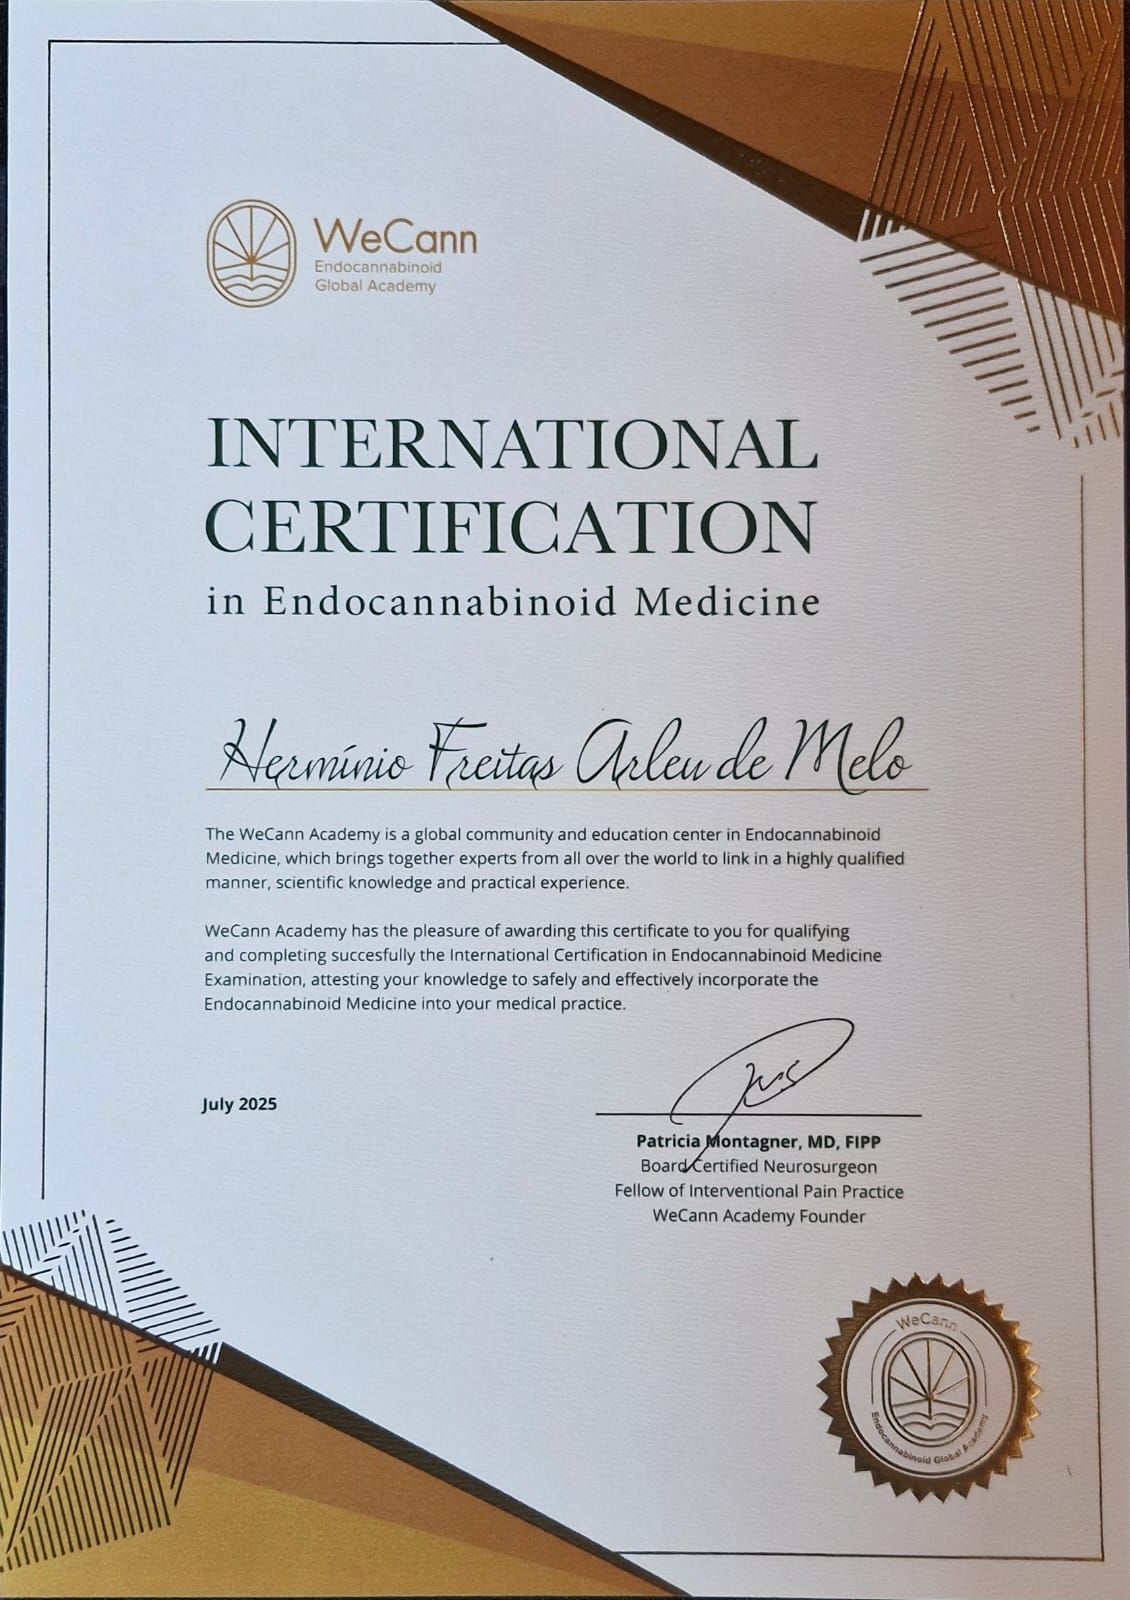 WeCann
Endocannabinoid
Global Academy
INTERNATIONAL
CERTIFICATION
in Endocannabinoid Medicine
Hermínio Freitas Arleu de Melo
The WeCann Academy is a global community and education center in Endocannabinoid
Medicine, which brings together experts from all over the world to link in a highly qualified
manner, scientific knowledge and practical experience.
WeCann Academy has the pleasure of awarding this certificate to you for qualifying
and completing succesfully the International Certification in Endocannabinoid Medicine
Examination, attesting your knowledge to safely and effectively incorporate the
Endocannabinoid Medicine into your medical practice.
July 2025
Patricia Montagner, MD, FIPP
Board Certified Neurosurgeon
Fellow of Interventional Pain Practice
WeCann Academy Founder
WeCann
Endocannabinoid Global Academy